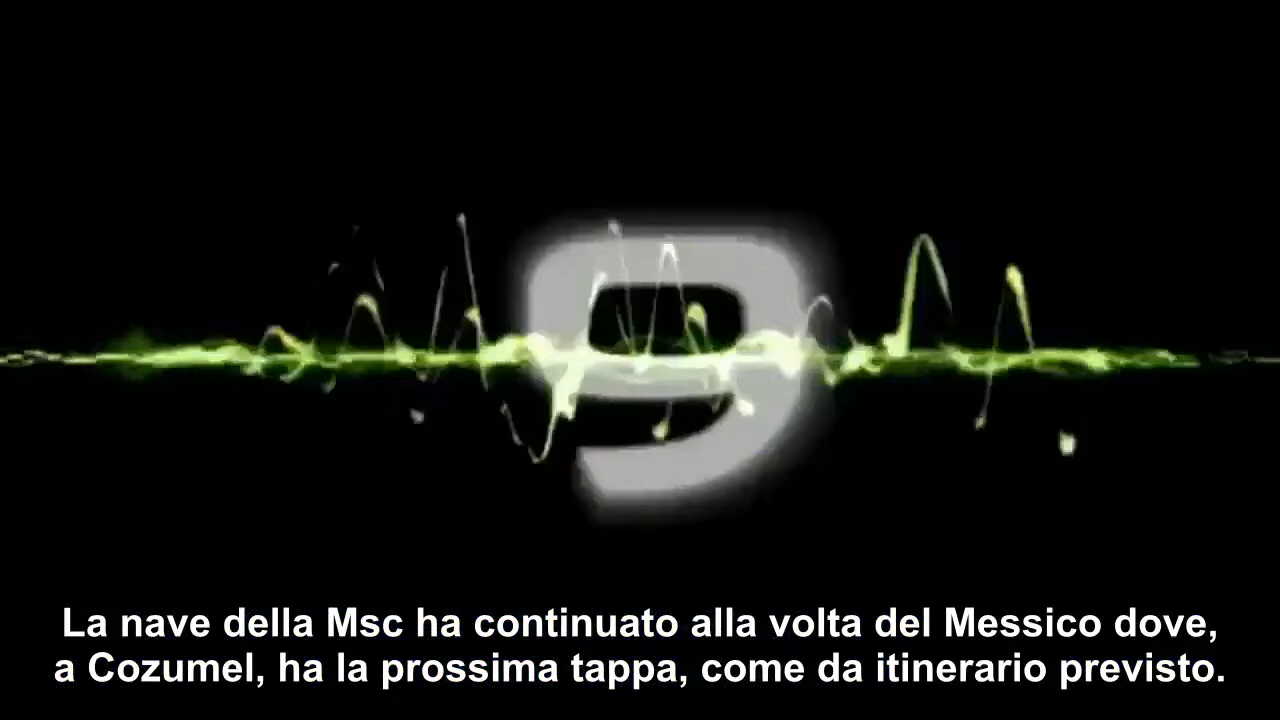 9
La nave della Msc ha continuato alla volta del Messico dove,
a Cozumel, ha la prossima tappa, come da itinerario previsto.